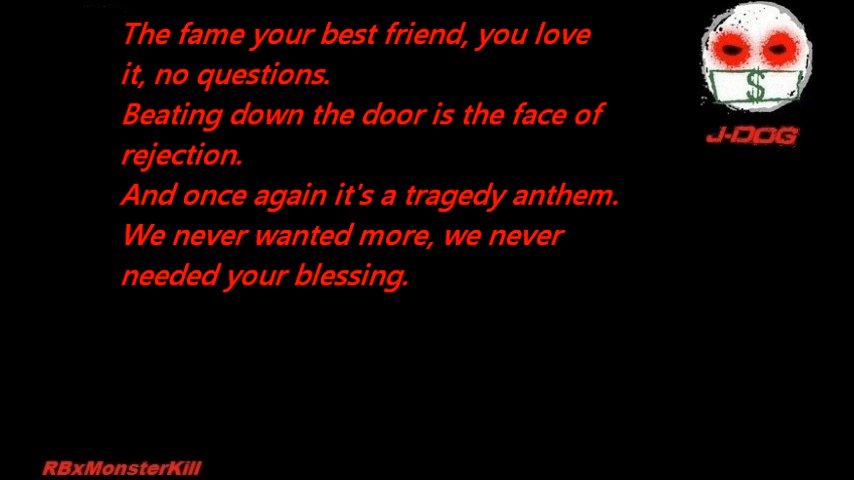 The fame your best friend, you love
it, no questions.
Beating down the door is the face of
rejection.
And once again it's a tragedy anthem.
We never wanted more, we never
needed your blessing.
$
J-DOG
RBxMonsterKill